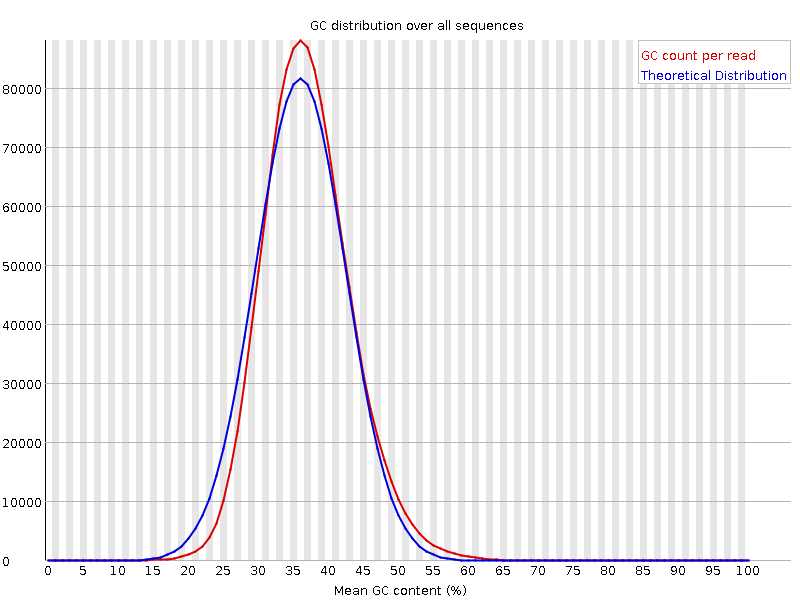 GC distribution over all sequences
GC count per read
Theoretical Distribution
80000
70000
60000
50000
40000
30000
20000
10000
0
0 5 10 15 20 25 30 35 40 45 50 55 60 65 70 75 80 85 90 95 100
Mean GC content (%)